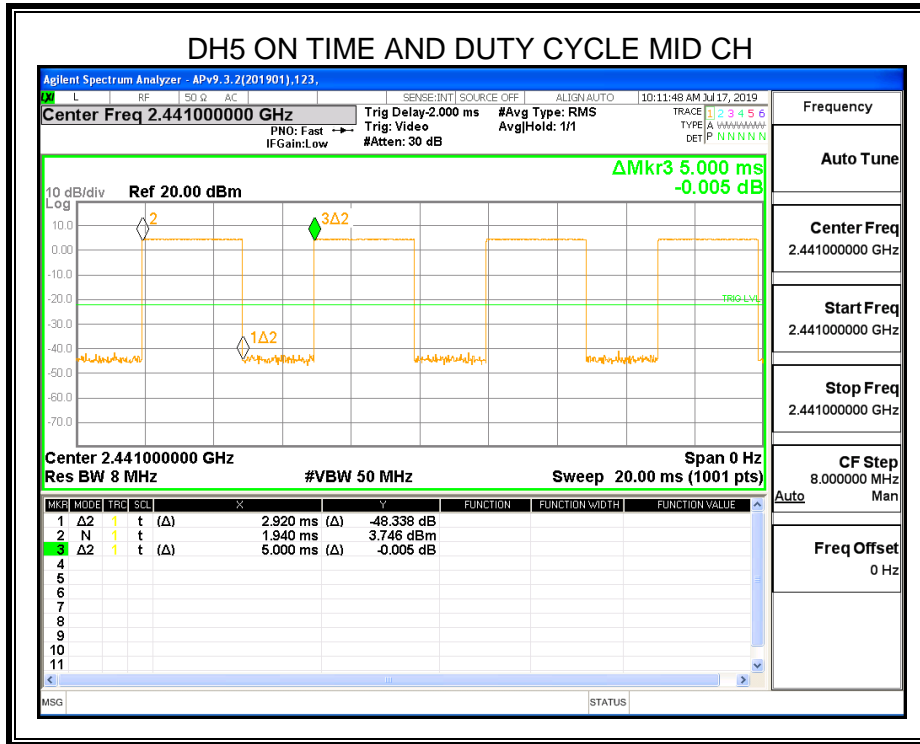 DH5 ON TIME AND DUTY CYCLE MID CH
Agilent Spectrum Analyzer - APv9.3.2(201901),123,
LXI L RF 50 Ω AC SENSE:INT SOURCE OFF ALIGN AUTO 10:11:48 AM Jul 17, 2019
Center Freq 2.441000000 GHz
PNO: Fast
IFGain:Low
Trig Delay-2.000 ms
Trig: Video
#Atten: 30 dB
#Avg Type: RMS
Avg|Hold: 1/1
TRACE 1 2 3 4 5 6
TYPE A WWWWW
DET P N N N N N
ΔMkr3 5.000 ms
-0.005 dB
10 dB/div Ref 20.00 dBm
Log
10.0
0.00
-10.0
-20.0
-30.0
-40.0
-50.0
-60.0
-70.0
2
3Δ2
1Δ2
TRIG LVL
Center 2.441000000 GHz Span 0 Hz
Res BW 8 MHz #VBW 50 MHz Sweep 20.00 ms (1001 pts)
MKR MODE TRC SCL X Y FUNCTION FUNCTION WIDTH FUNCTION VALUE
1 Δ2 1 t (Δ) 2.920 ms (Δ) -48.338 dB
2 N 1 t 1.940 ms 3.746 dBm
3 Δ2 1 t (Δ) 5.000 ms (Δ) -0.005 dB
4
5
6
7
8
9
10
11
MSG STATUS
Frequency
Auto Tune
Center Freq
2.441000000 GHz
Start Freq
2.441000000 GHz
Stop Freq
2.441000000 GHz
CF Step
8.000000 MHz
Auto Man
Freq Offset
0 Hz